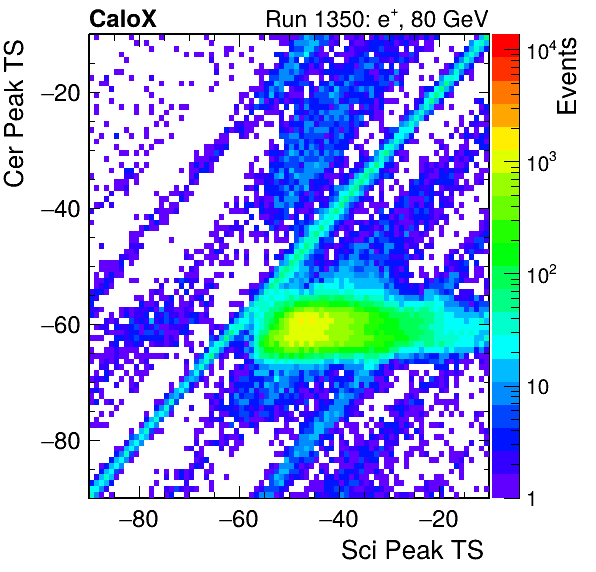 CaloX Run 1350: e⁺, 80 GeV
Cer Peak TS
−20
−40
−60
−80
−80 −60 −40 −20
Sci Peak TS
Events
10⁴
10³
10²
10
1